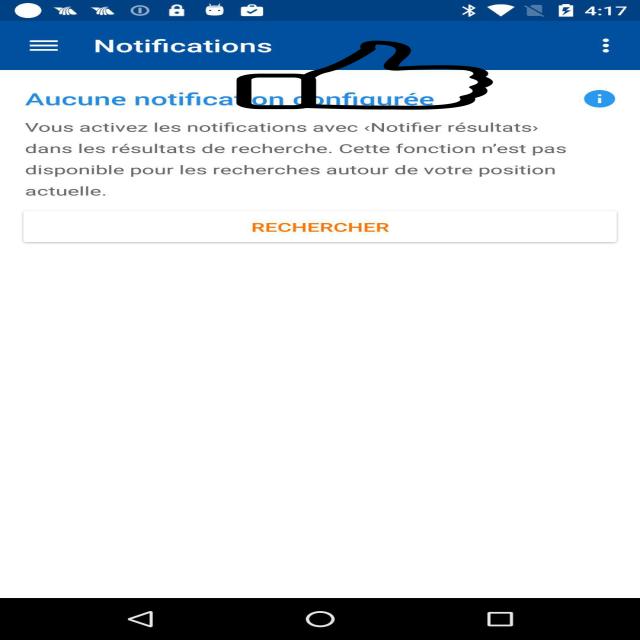 4:17
Notifications
Aucune notification configurée
Vous activez les notifications avec ‹Notifier résultats›
dans les résultats de recherche. Cette fonction n’est pas
disponible pour les recherches autour de votre position
actuelle.
RECHERCHER